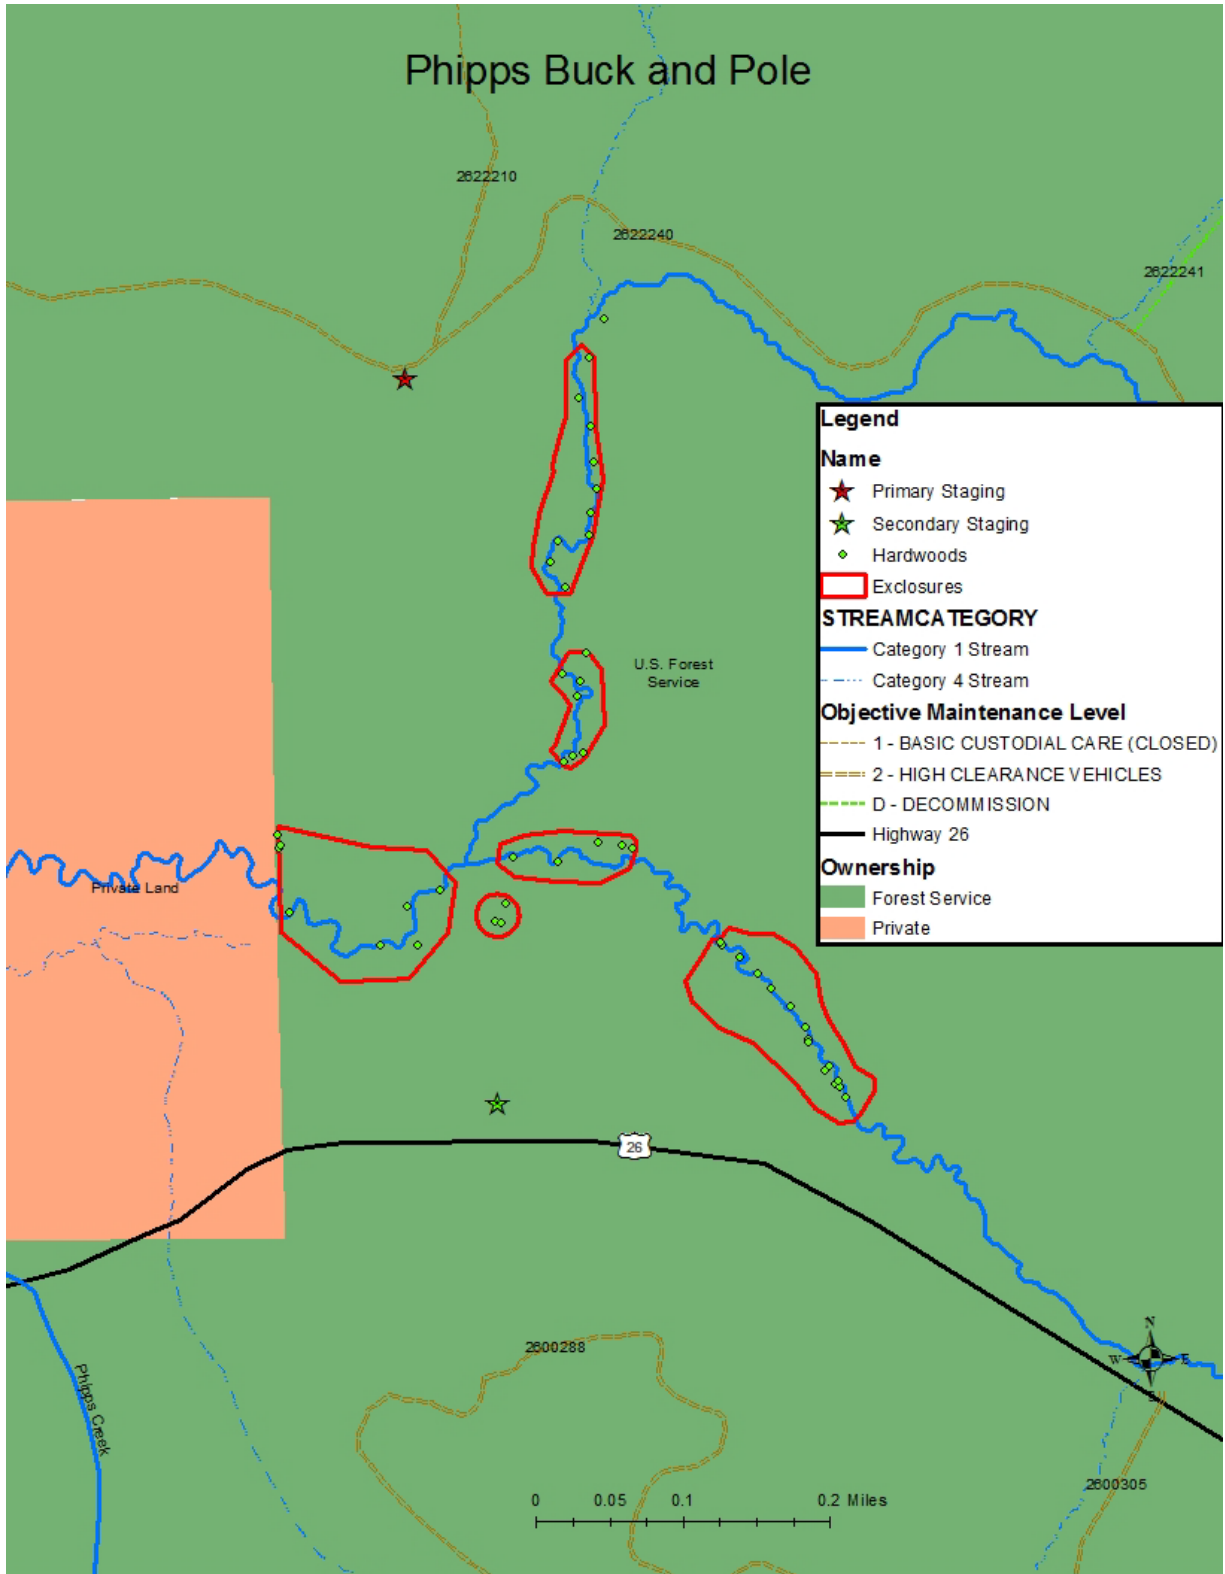 Phipps Buck and Pole
2622210
2622240
2622241
Legend
Name
Primary Staging
Secondary Staging
Hardwoods
Exclosures
STREAMCATEGORY
Category 1 Stream
Category 4 Stream
Objective Maintenance Level
1 - BASIC CUSTODIAL CARE (CLOSED)
2 - HIGH CLEARANCE VEHICLES
D - DECOMMISSION
Highway 26
Ownership
Forest Service
Private
U.S. Forest
Service
Private Land
26
N
W E
S
2600288
Phipps Creek
2600305
0 0.05 0.1 0.2 Miles